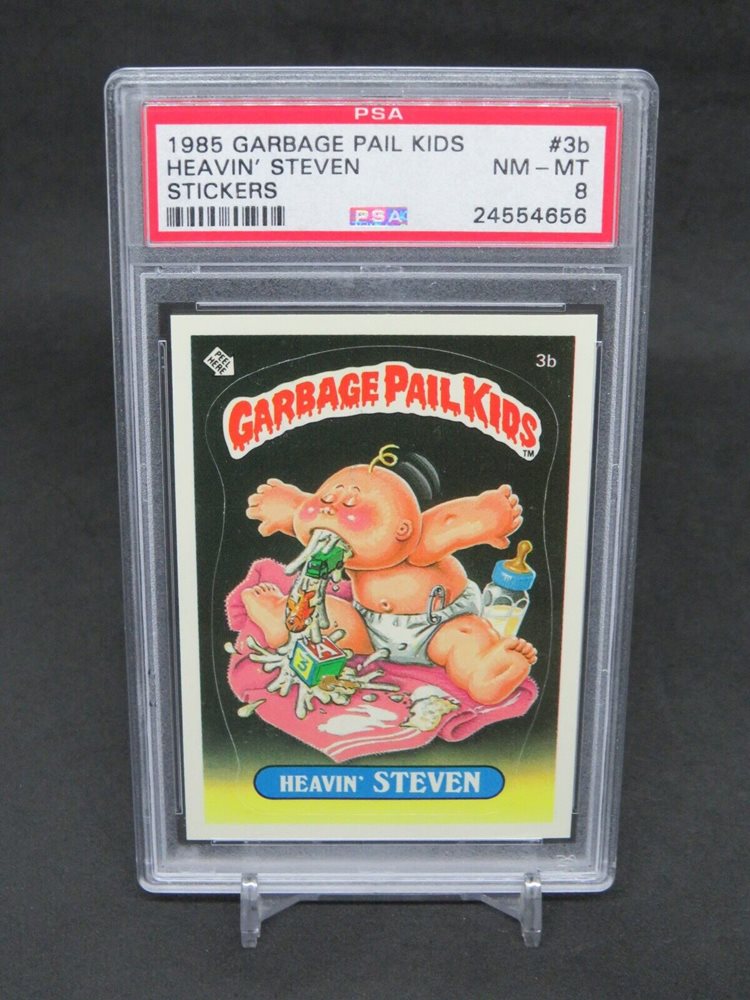 PSA
1985 GARBAGE PAIL KIDS #3b
HEAVIN' STEVEN NM - MT
STICKERS 8
PSA 24554656
PEEL
HERE
3b
GARBAGE PAIL KIDS
TM
A
3
HEAVIN' STEVEN